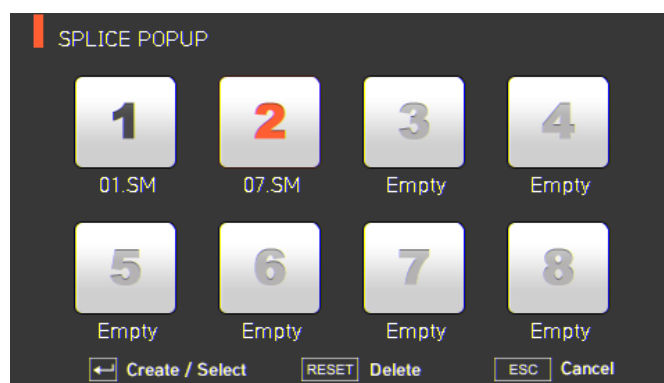 SPLICE POPUP
1 2 3 4
01.SM 07.SM Empty Empty
5 6 7 8
Empty Empty Empty Empty
Create / Select RESET Delete ESC Cancel